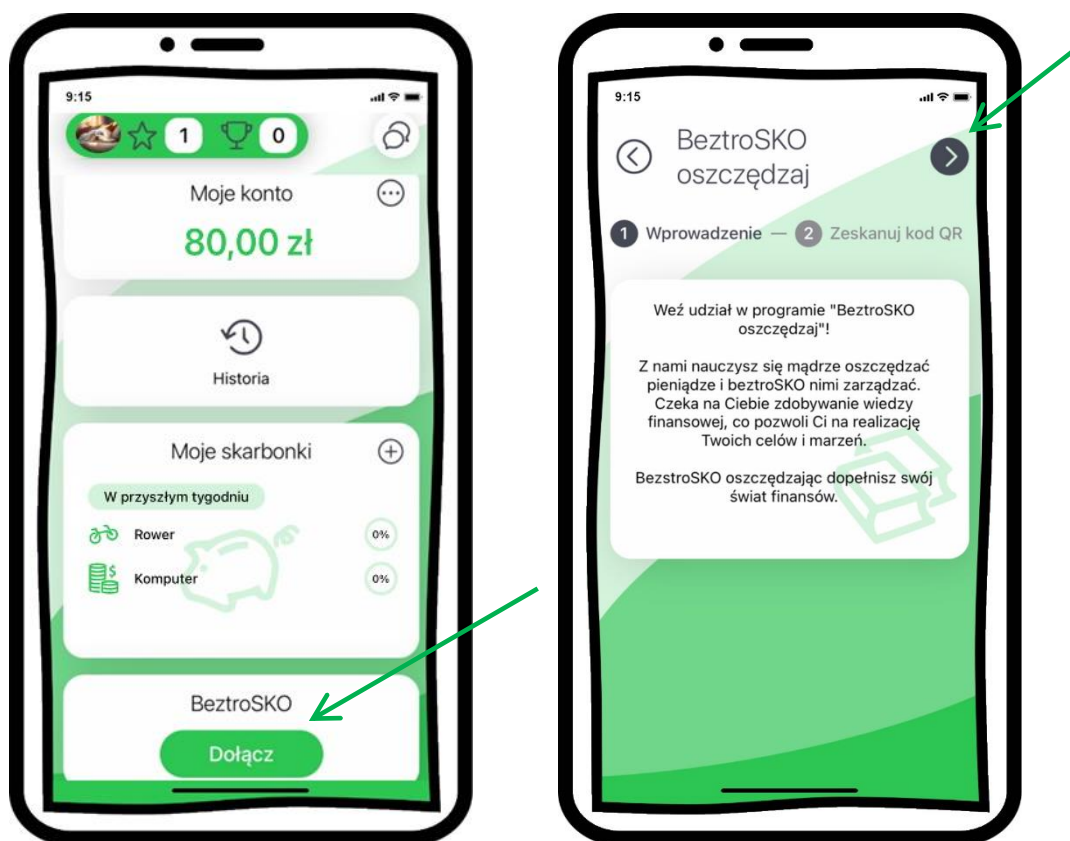 9:15
1
0
Moje konto
80,00 zł
Historia
Moje skarbonki
W przyszłym tygodniu
Rower
0%
$
Komputer
0%
BeztroSKO
Dołącz
9:15
BeztroSKO
oszczędzaj
1 Wprowadzenie — 2 Zeskanuj kod QR
Weź udział w programie "BeztroSKO
oszczędzaj"!
Z nami nauczysz się mądrze oszczędzać
pieniądze i beztroSKO nimi zarządzać.
Czeka na Ciebie zdobywanie wiedzy
finansowej, co pozwoli Ci na realizację
Twoich celów i marzeń.
BezstroSKO oszczędzając dopełnisz swój
świat finansów.